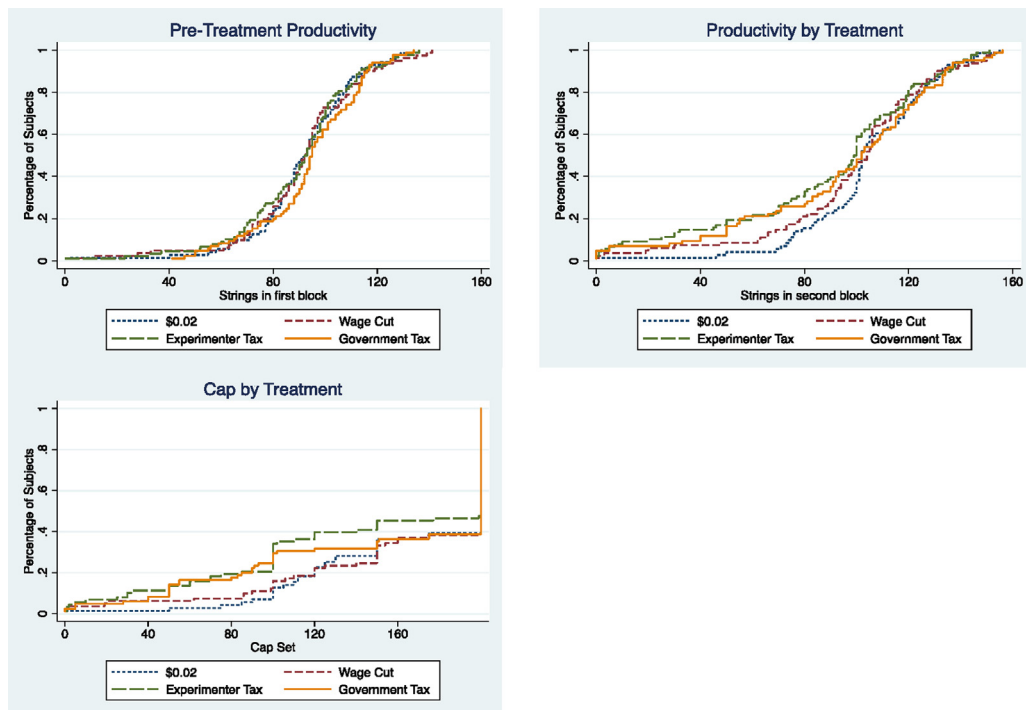 Pre-Treatment Productivity
Percentage of Subjects
1
.8
.6
.4
.2
0
0 40 80 120 160
Strings in first block
$0.02 Wage Cut
Experimenter Tax Government Tax
Productivity by Treatment
Percentage of Subjects
1
.8
.6
.4
.2
0
0 40 80 120 160
Strings in second block
$0.02 Wage Cut
Experimenter Tax Government Tax
Cap by Treatment
Percentage of Subjects
1
.8
.6
.4
.2
0
0 40 80 120 160
Cap Set
$0.02 Wage Cut
Experimenter Tax Government Tax